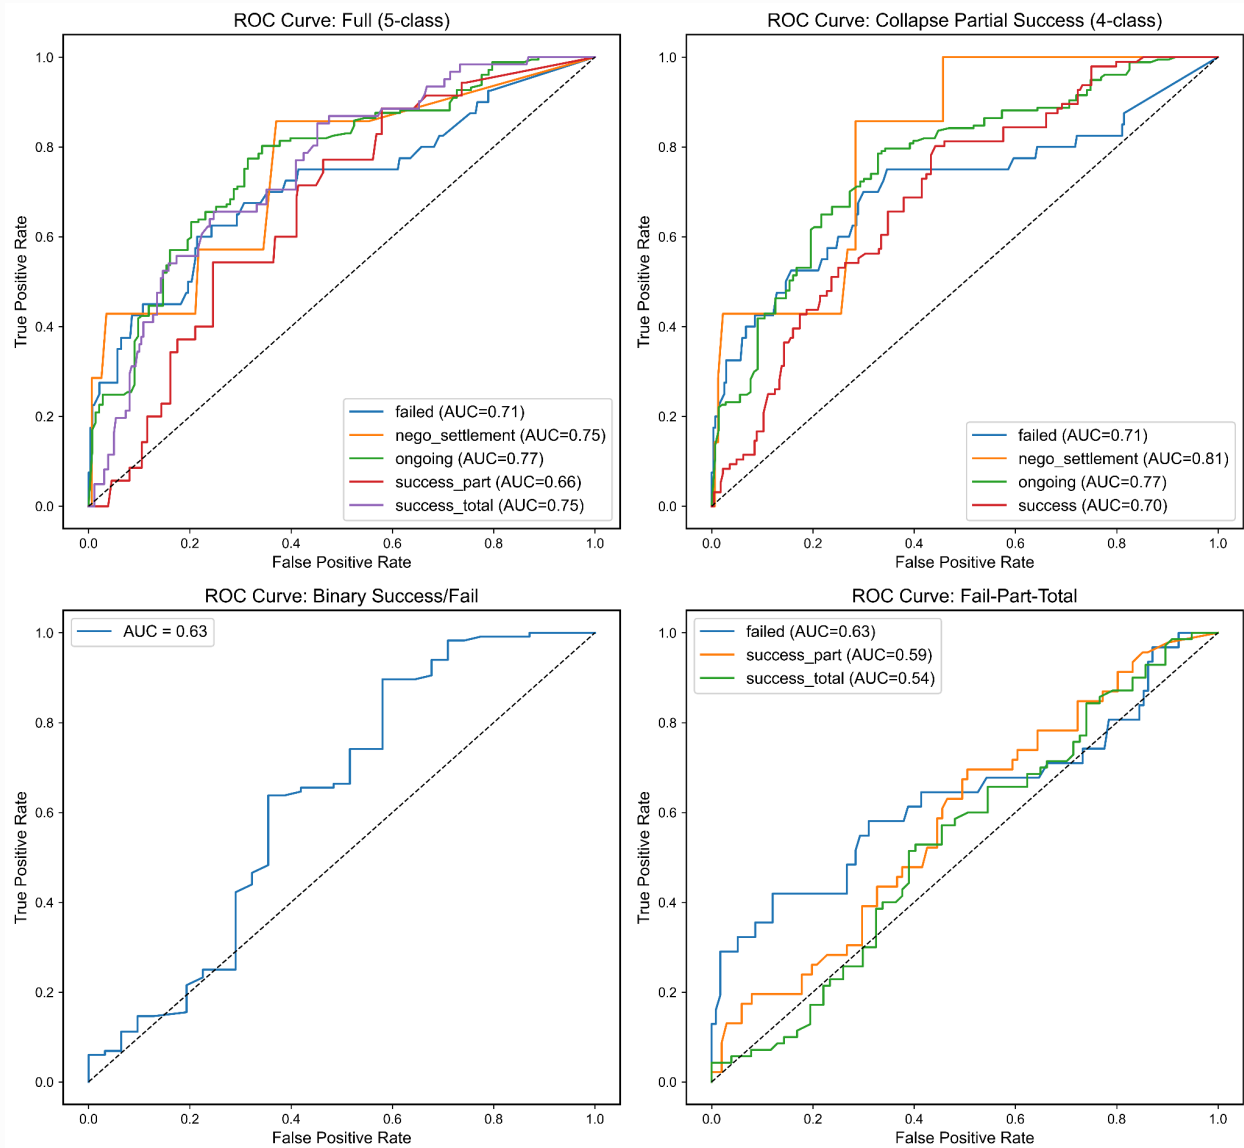 ROC Curve: Full (5-class)
True Positive Rate
1.0
0.8
0.6
0.4
0.2
0.0
failed (AUC=0.71)
nego_settlement (AUC=0.75)
ongoing (AUC=0.77)
success_part (AUC=0.66)
success_total (AUC=0.75)
0.0 0.2 0.4 0.6 0.8 1.0
False Positive Rate
ROC Curve: Collapse Partial Success (4-class)
True Positive Rate
1.0
0.8
0.6
0.4
0.2
0.0
failed (AUC=0.71)
nego_settlement (AUC=0.81)
ongoing (AUC=0.77)
success (AUC=0.70)
0.0 0.2 0.4 0.6 0.8 1.0
False Positive Rate
ROC Curve: Binary Success/Fail
AUC = 0.63
True Positive Rate
1.0
0.8
0.6
0.4
0.2
0.0
0.0 0.2 0.4 0.6 0.8 1.0
False Positive Rate
ROC Curve: Fail-Part-Total
failed (AUC=0.63)
success_part (AUC=0.59)
success_total (AUC=0.54)
True Positive Rate
1.0
0.8
0.6
0.4
0.2
0.0
0.0 0.2 0.4 0.6 0.8 1.0
False Positive Rate